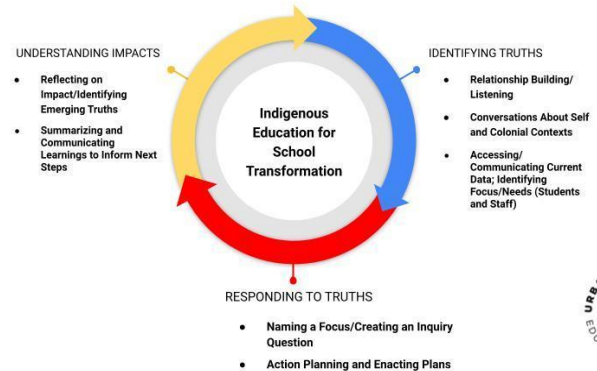 UNDERSTANDING IMPACTS
● Reflecting on
Impact/Identifying
Emerging Truths
● Summarizing and
Communicating
Learnings to Inform Next
Steps
Indigenous
Education for
School
Transformation
IDENTIFYING TRUTHS
● Relationship Building/
Listening
● Conversations About Self
and Colonial Contexts
● Accessing/
Communicating Current
Data; Identifying
Focus/Needs (Students
and Staff)
RESPONDING TO TRUTHS
● Naming a Focus/Creating an Inquiry
Question
● Action Planning and Enacting Plans